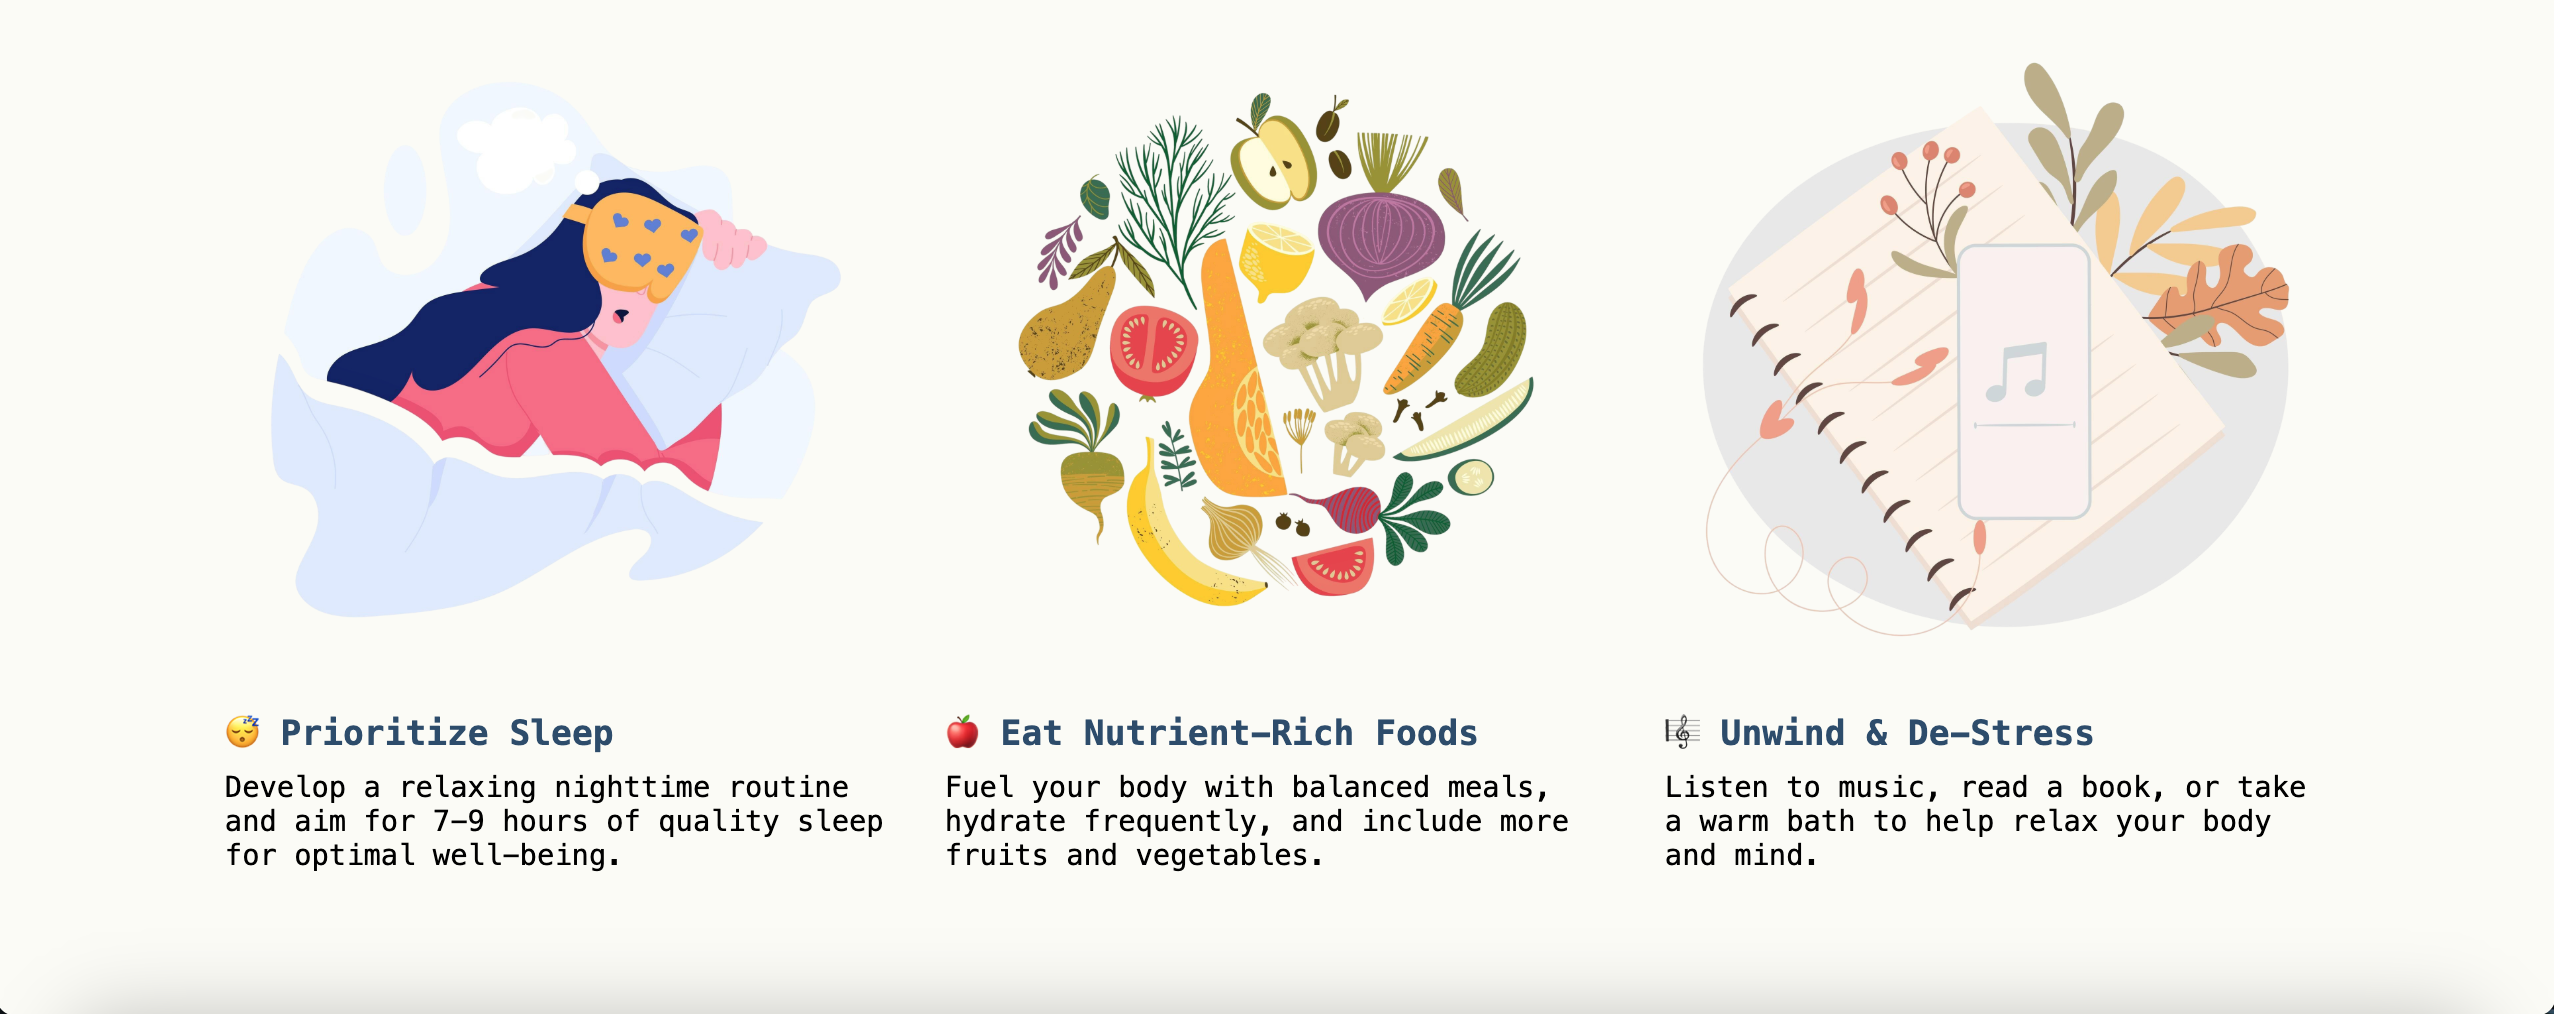 😴 Prioritize Sleep
Develop a relaxing nighttime routine
and aim for 7–9 hours of quality sleep
for optimal well–being.
🍎 Eat Nutrient–Rich Foods
Fuel your body with balanced meals,
hydrate frequently, and include more
fruits and vegetables.
🎼 Unwind & De–Stress
Listen to music, read a book, or take
a warm bath to help relax your body
and mind.